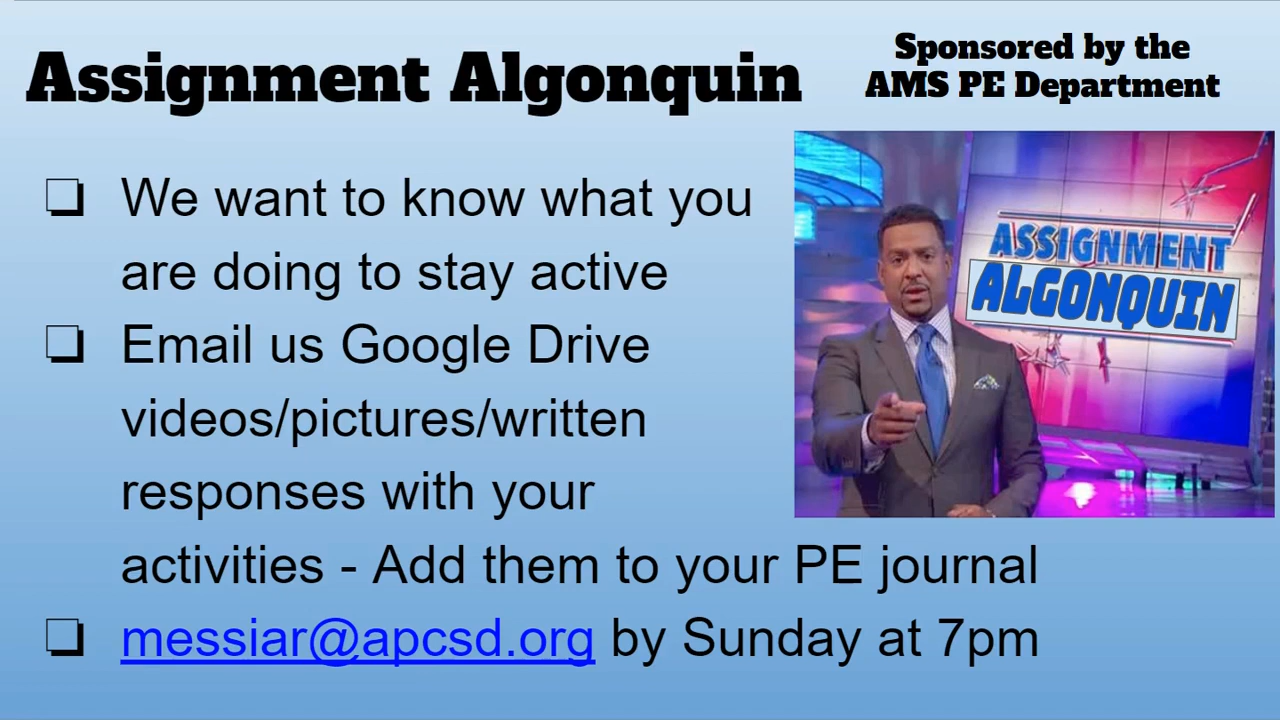 Assignment Algonquin
Sponsored by the
AMS PE Department
❏ We want to know what you
are doing to stay active
❏ Email us Google Drive
videos/pictures/written
responses with your
activities - Add them to your PE journal
❏ messiar@apcsd.org by Sunday at 7pm
ASSIGNMENT
ALGONQUIN